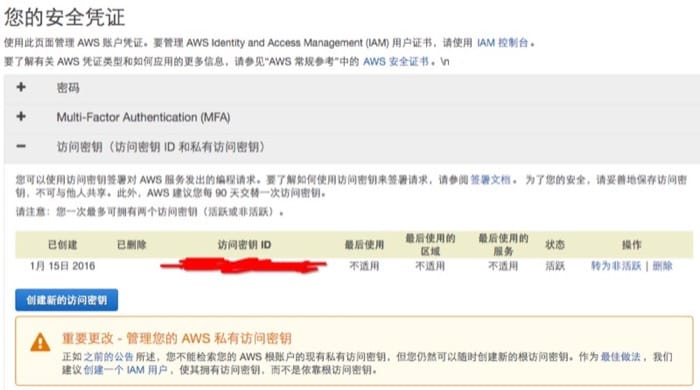 您的安全凭证
使用此页面管理 AWS 账户凭证。要管理 AWS Identity and Access Management (IAM) 用户证书，请使用 IAM 控制台。
要了解有关 AWS 凭证类型和如何应用的更多信息，请参见"AWS 常规参考"中的 AWS 安全证书。\n
+ 密码
+ Multi-Factor Authentication (MFA)
− 访问密钥（访问密钥 ID 和私有访问密钥）
您可以使用访问密钥签署对 AWS 服务发出的编程请求。要了解如何使用访问密钥来签署请求，请参阅签署文档。为了您的安全，请妥善地保存访问密
钥，不可与他人共享。此外，AWS 建议您每 90 天交替一次访问密钥。
请注意：您一次最多可拥有两个访问密钥（活跃或非活跃）。
已创建 已删除 访问密钥 ID 最后使用 最后使用的区域 最后使用的服务 状态 操作
1月 15日 2016 不适用 不适用 不适用 活跃 转为非活跃 | 删除
创建新的访问密钥
重要更改 - 管理您的 AWS 私有访问密钥
正如之前的公告所述，您不能检索您的 AWS 根账户的现有私有访问密钥，但您仍然可以随时创建新的根访问密钥。作为最佳做法，我们
建议创建一个 IAM 用户，使其拥有访问密钥，而不是依靠根访问密钥。